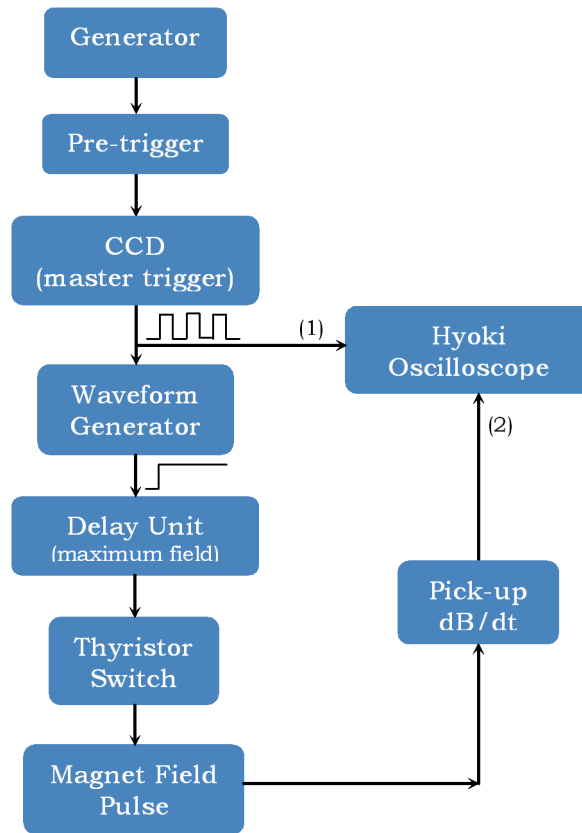 Generator
Pre-trigger
CCD
(master trigger)
(1)
Hyoki
Oscilloscope
Waveform
Generator
(2)
Delay Unit
(maximum field)
Pick-up
dB/dt
Thyristor
Switch
Magnet Field
Pulse